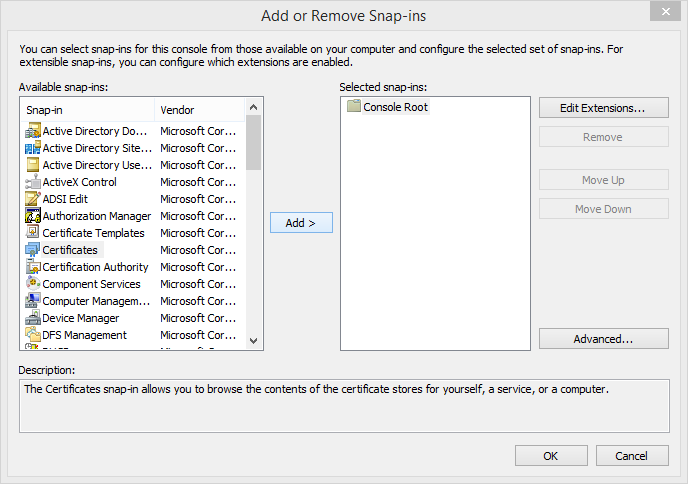 Add or Remove Snap-ins
You can select snap-ins for this console from those available on your computer and configure the selected set of snap-ins. For
extensible snap-ins, you can configure which extensions are enabled.
Available snap-ins:
Snap-in Vendor
Active Directory Do... Microsoft Cor...
Active Directory Site... Microsoft Cor...
Active Directory Use... Microsoft Cor...
ActiveX Control Microsoft Cor...
ADSI Edit Microsoft Cor...
Authorization Manager Microsoft Cor...
Certificate Templates Microsoft Cor...
Certificates Microsoft Cor...
Certification Authority Microsoft Cor...
Component Services Microsoft Cor...
Computer Managem... Microsoft Cor...
Device Manager Microsoft Cor...
DFS Management Microsoft Cor...
Add >
Selected snap-ins:
Console Root
Edit Extensions...
Remove
Move Up
Move Down
Advanced...
Description:
The Certificates snap-in allows you to browse the contents of the certificate stores for yourself, a service, or a computer.
OK
Cancel